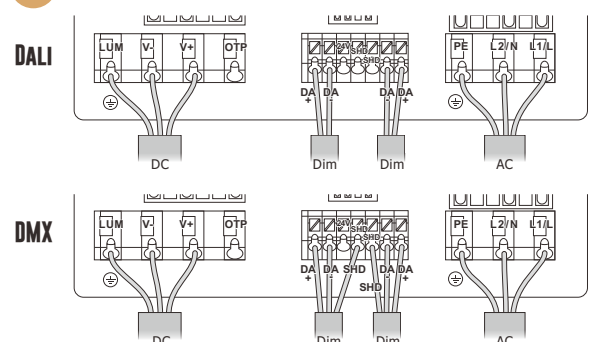 DALI
LUM V- V+ OTP
24V SHD SHD
PE L2/N L1/L
DA + DA - DA - DA +
DC Dim Dim AC
DMX
LUM V- V+ OTP
24V SHD SHD
PE L2/N L1/L
DA + DA - SHD DA - DA +
SHD
DC Dim Dim AC